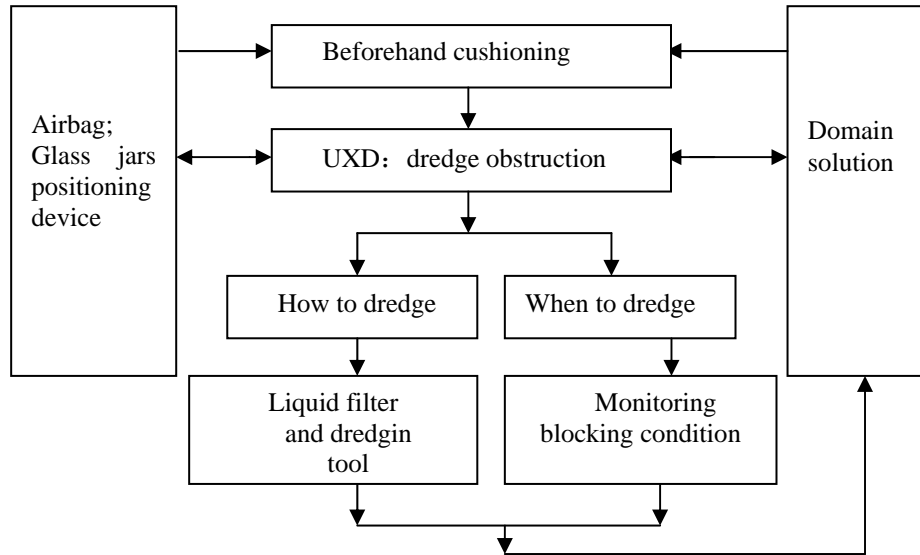 Beforehand cushioning
Airbag;
Glass jars
positioning
device
UXD：dredge obstruction
Domain
solution
How to dredge
When to dredge
Liquid filter
and dredgin
tool
Monitoring
blocking condition